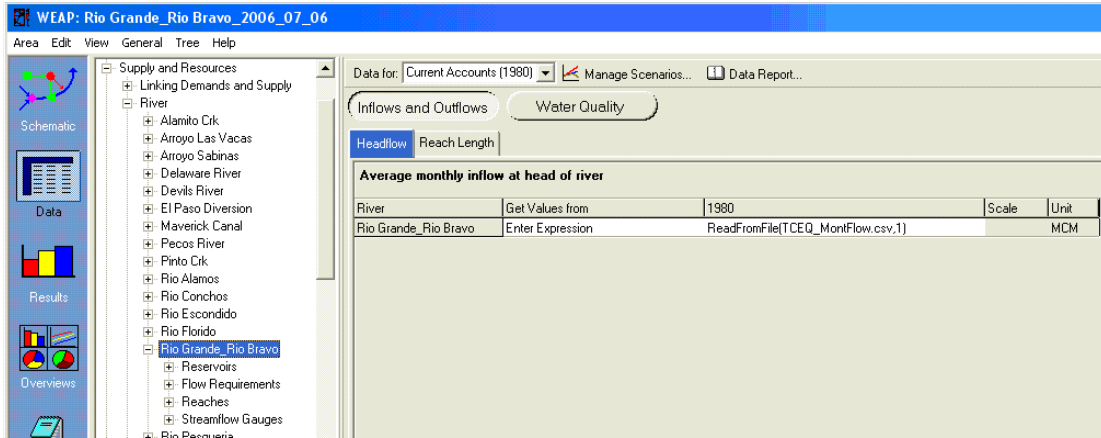 WEAP: Rio Grande_Rio Bravo_2006_07_06
Area Edit View General Tree Help
Schematic
Data
Results
Overviews
Supply and Resources
Linking Demands and Supply
River
Alamito Crk
Arroyo Las Vacas
Arroyo Sabinas
Delaware River
Devils River
El Paso Diversion
Maverick Canal
Pecos River
Pinto Crk
Rio Alamos
Rio Conchos
Rio Escondido
Rio Florido
Rio Grande_Rio Bravo
Reservoirs
Flow Requirements
Reaches
Streamflow Gauges
Rio Pesqueria
Data for: Current Accounts (1980) Manage Scenarios... Data Report...
Inflows and Outflows Water Quality
Headflow Reach Length
Average monthly inflow at head of river
River Get Values from 1980 Scale Unit
Rio Grande_Rio Bravo Enter Expression ReadFromFile(TCEQ_MontFlow.csv,1) MCM